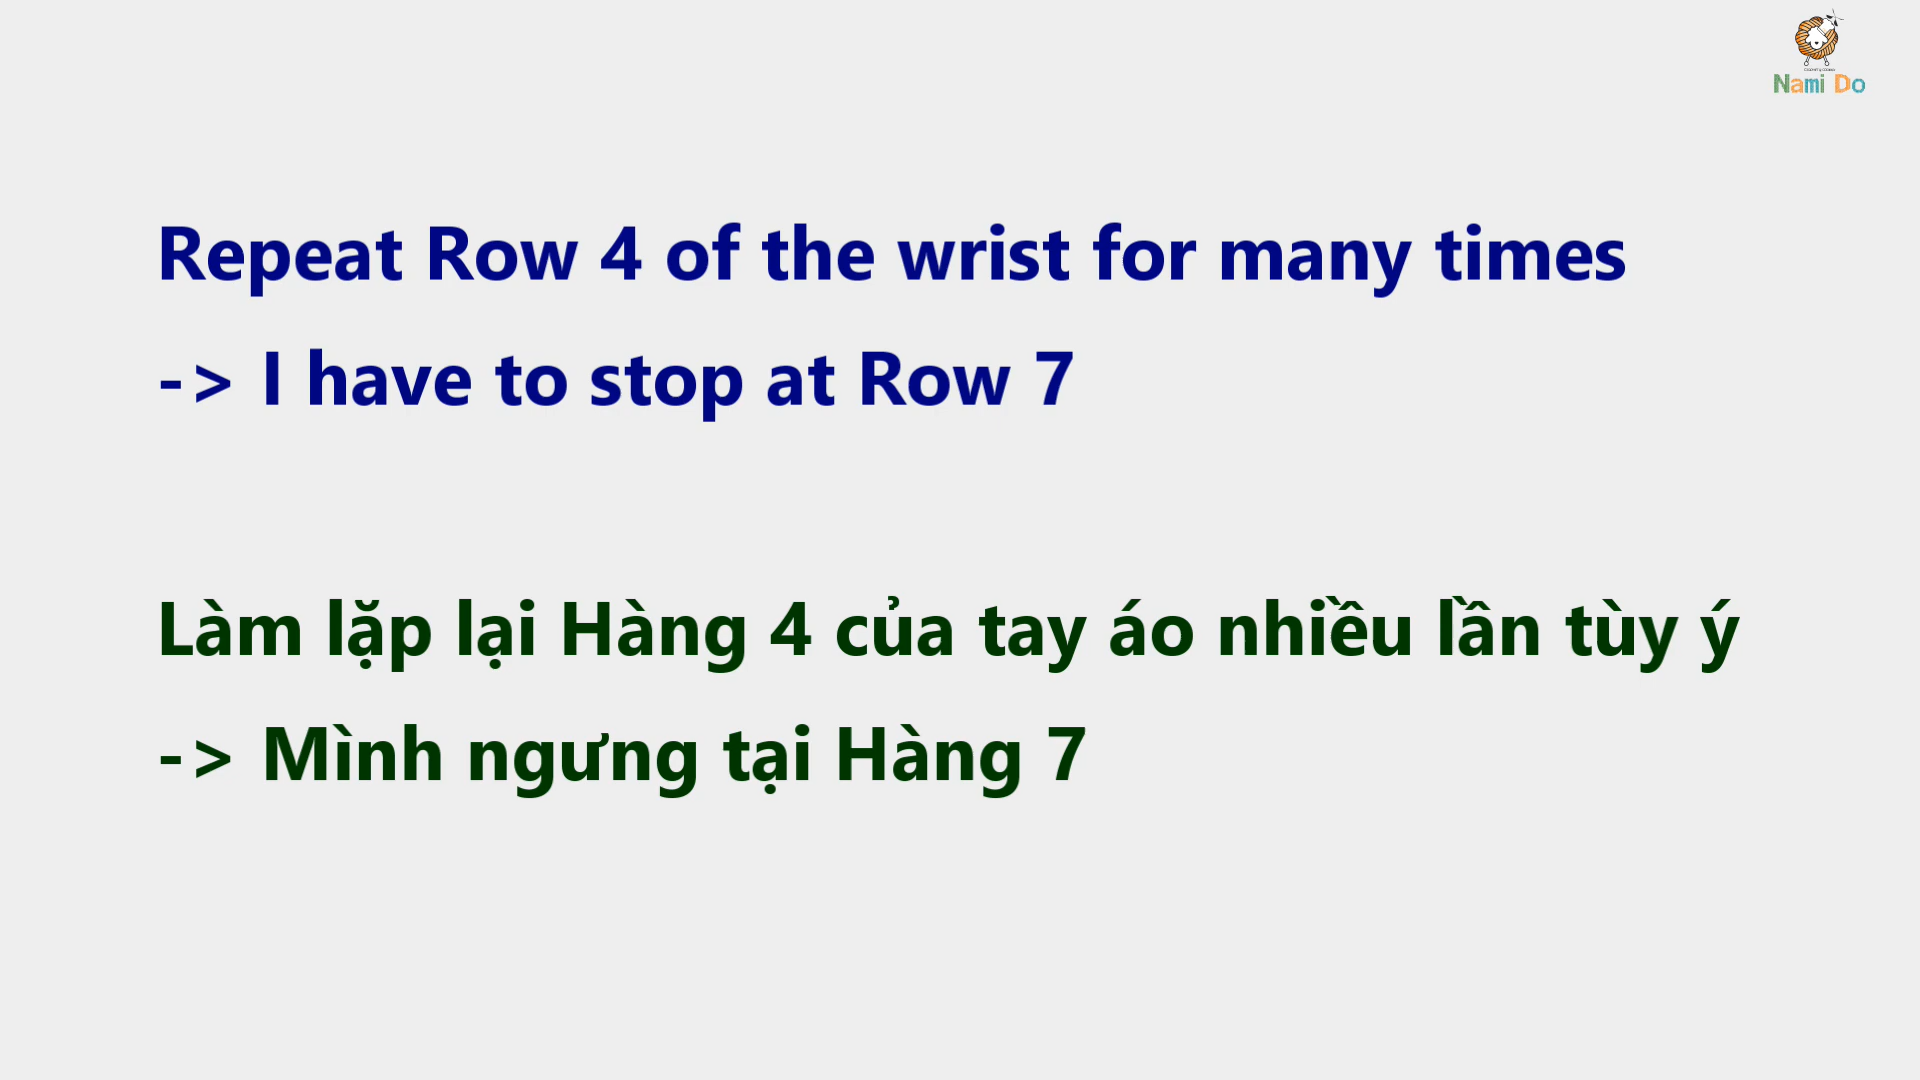 Nami Do
Repeat Row 4 of the wrist for many times
-> I have to stop at Row 7
Làm lặp lại Hàng 4 của tay áo nhiều lần tùy ý
-> Mình ngưng tại Hàng 7